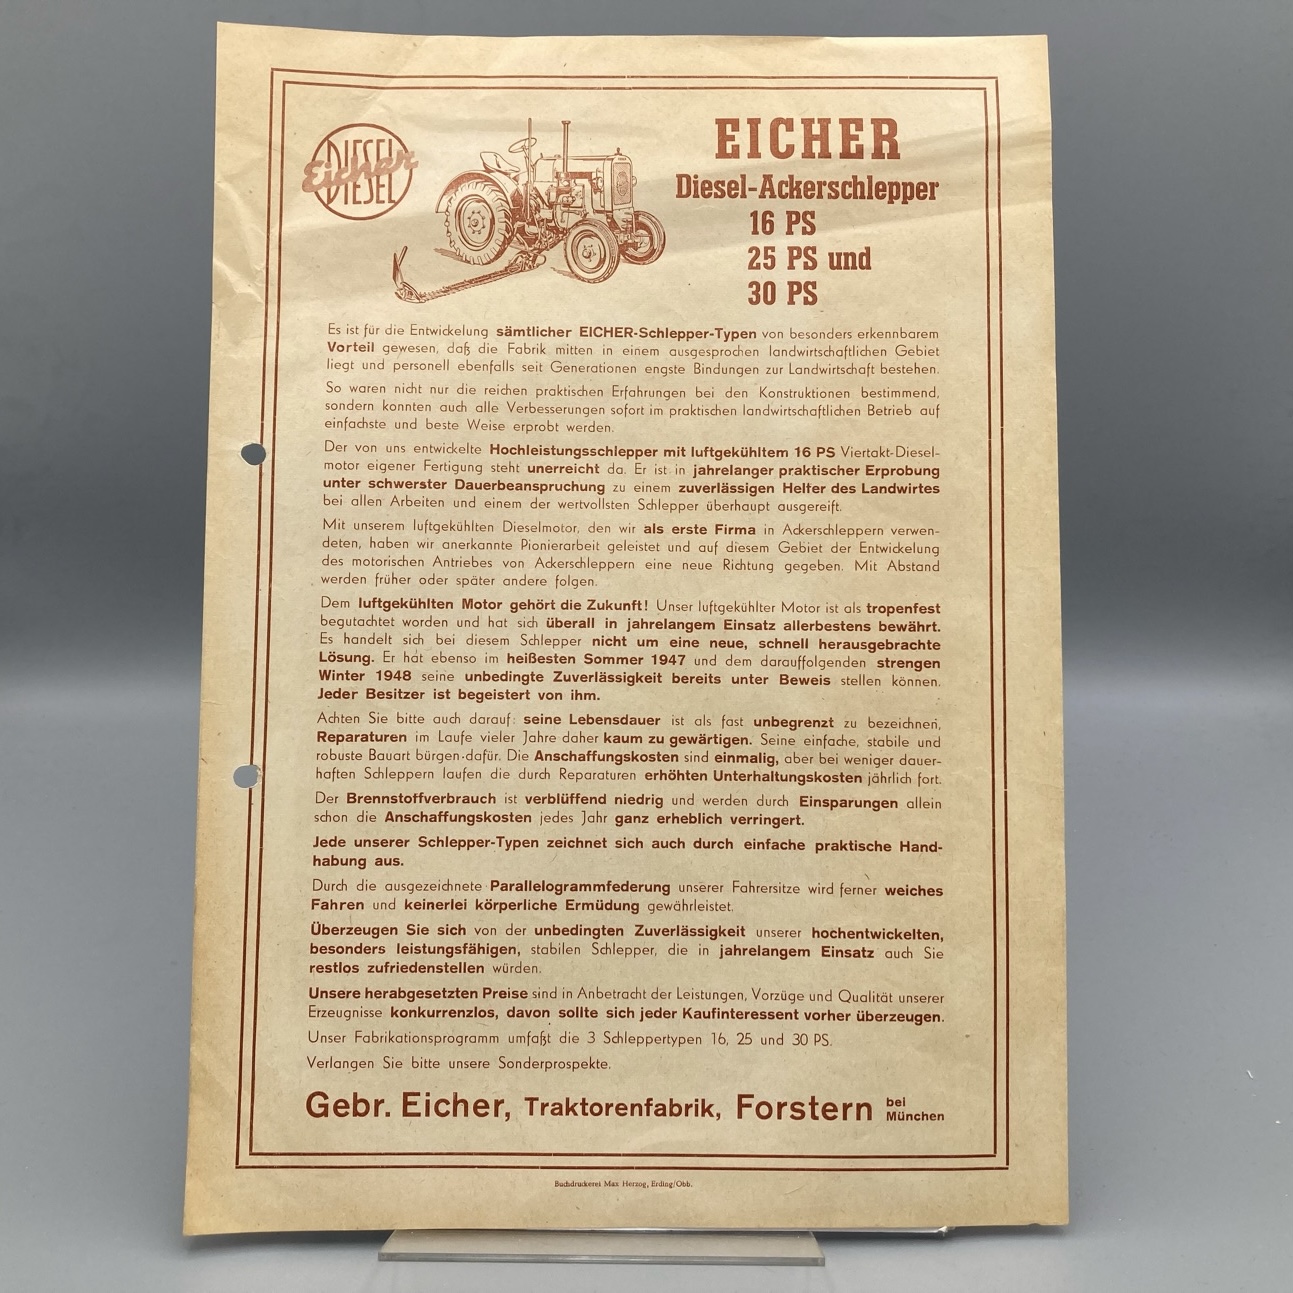 DIESEL
Eicher
DIESEL
EICHER
Diesel-Ackerschlepper
16 PS
25 PS und
30 PS
Es ist für die Entwickelung sämtlicher EICHER-Schlepper-Typen von besonders erkennbarem
Vorteil gewesen, daß die Fabrik mitten in einem ausgesprochen landwirtschaftlichen Gebiet
liegt und personell ebenfalls seit Generationen engste Bindungen zur Landwirtschaft bestehen.
So waren nicht nur die reichen praktischen Erfahrungen bei den Konstruktionen bestimmend,
sondern konnten auch alle Verbesserungen sofort im praktischen landwirtschaftlichen Betrieb auf
einfachste und beste Weise erprobt werden.
Der von uns entwickelte Hochleistungsschlepper mit luftgekühltem 16 PS Viertakt-Diesel-
motor eigener Fertigung steht unerreicht da. Er ist in jahrelanger praktischer Erprobung
unter schwerster Dauerbeanspruchung zu einem zuverlässigen Helfer des Landwirtes
bei allen Arbeiten und einem der wertvollsten Schlepper überhaupt ausgereift.
Mit unserem luftgekühlten Dieselmotor, den wir als erste Firma in Ackerschleppern verwen-
deten, haben wir anerkannte Pionierarbeit geleistet und auf diesem Gebiet der Entwickelung
des motorischen Antriebes von Ackerschleppern eine neue Richtung gegeben. Mit Abstand
werden früher oder später andere folgen.
Dem luftgekühlten Motor gehört die Zukunft! Unser luftgekühlter Motor ist als tropenfest
begutachtet worden und hat sich überall in jahrelangem Einsatz allerbestens bewährt.
Es handelt sich bei diesem Schlepper nicht um eine neue, schnell herausgebrachte
Lösung. Er hat ebenso im heißesten Sommer 1947 und dem darauffolgenden strengen
Winter 1948 seine unbedingte Zuverlässigkeit bereits unter Beweis stellen können.
Jeder Besitzer ist begeistert von ihm.
Achten Sie bitte auch darauf: seine Lebensdauer ist als fast unbegrenzt zu bezeichnen,
Reparaturen im Laufe vieler Jahre daher kaum zu gewärtigen. Seine einfache, stabile und
robuste Bauart bürgen dafür. Die Anschaffungskosten sind einmalig, aber bei weniger dauer-
haften Schleppern laufen die durch Reparaturen erhöhten Unterhaltungskosten jährlich fort.
Der Brennstoffverbrauch ist verblüffend niedrig und werden durch Einsparungen allein
schon die Anschaffungskosten jedes Jahr ganz erheblich verringert.
Jede unserer Schlepper-Typen zeichnet sich auch durch einfache praktische Hand-
habung aus.
Durch die ausgezeichnete Parallelogrammfederung unserer Fahrersitze wird ferner weiches
Fahren und keinerlei körperliche Ermüdung gewährleistet.
Überzeugen Sie sich von der unbedingten Zuverlässigkeit unserer hochentwickelten,
besonders leistungsfähigen, stabilen Schlepper, die in jahrelangem Einsatz auch Sie
restlos zufriedenstellen würden.
Unsere herabgesetzten Preise sind in Anbetracht der Leistungen, Vorzüge und Qualität unserer
Erzeugnisse konkurrenzlos, davon sollte sich jeder Kaufinteressent vorher überzeugen.
Unser Fabrikationsprogramm umfaßt die 3 Schleppertypen 16, 25 und 30 PS.
Verlangen Sie bitte unsere Sonderprospekte.
Gebr. Eicher, Traktorenfabrik, Forstern bei
München
Buchdruckerei Max Herzog, Erding/Obb.